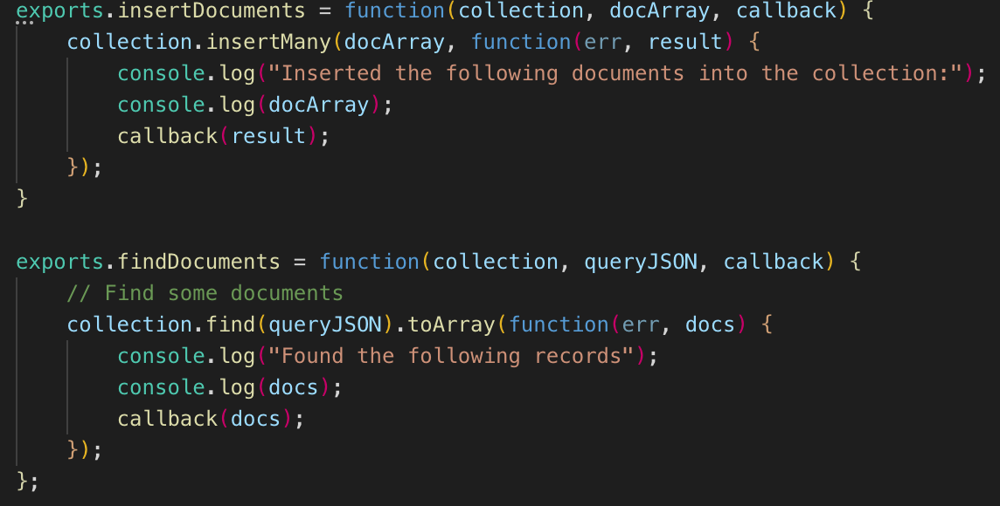 exports.insertDocuments = function(collection, docArray, callback) {
    collection.insertMany(docArray, function(err, result) {
        console.log("Inserted the following documents into the collection:");
        console.log(docArray);
        callback(result);
    });
}

exports.findDocuments = function(collection, queryJSON, callback) {
    // Find some documents
    collection.find(queryJSON).toArray(function(err, docs) {
        console.log("Found the following records");
        console.log(docs);
        callback(docs);
    });
};